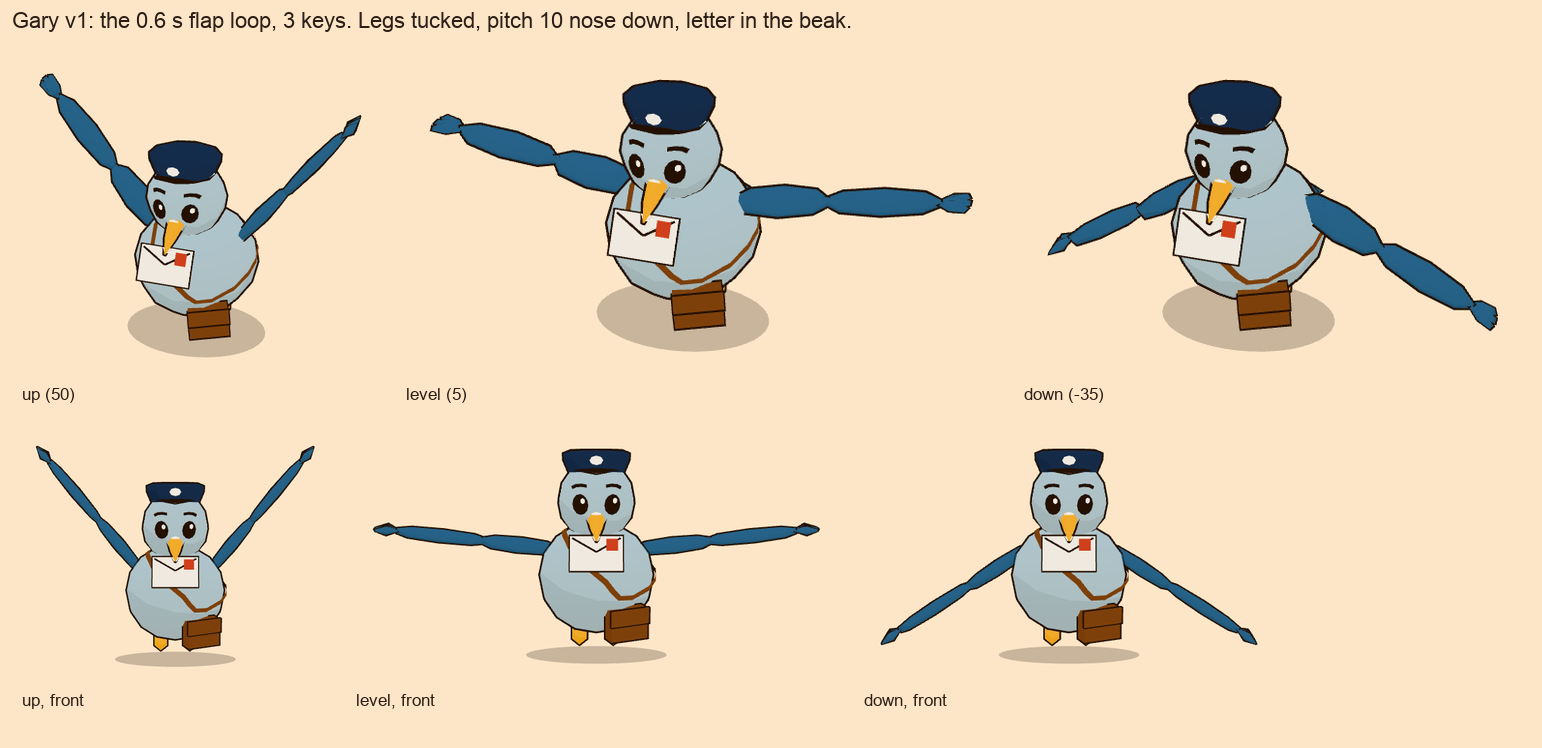 Gary v1: the 0.6 s flap loop, 3 keys. Legs tucked, pitch 10 nose down, letter in the beak.
up (50)
level (5)
down (-35)
up, front
level, front
down, front